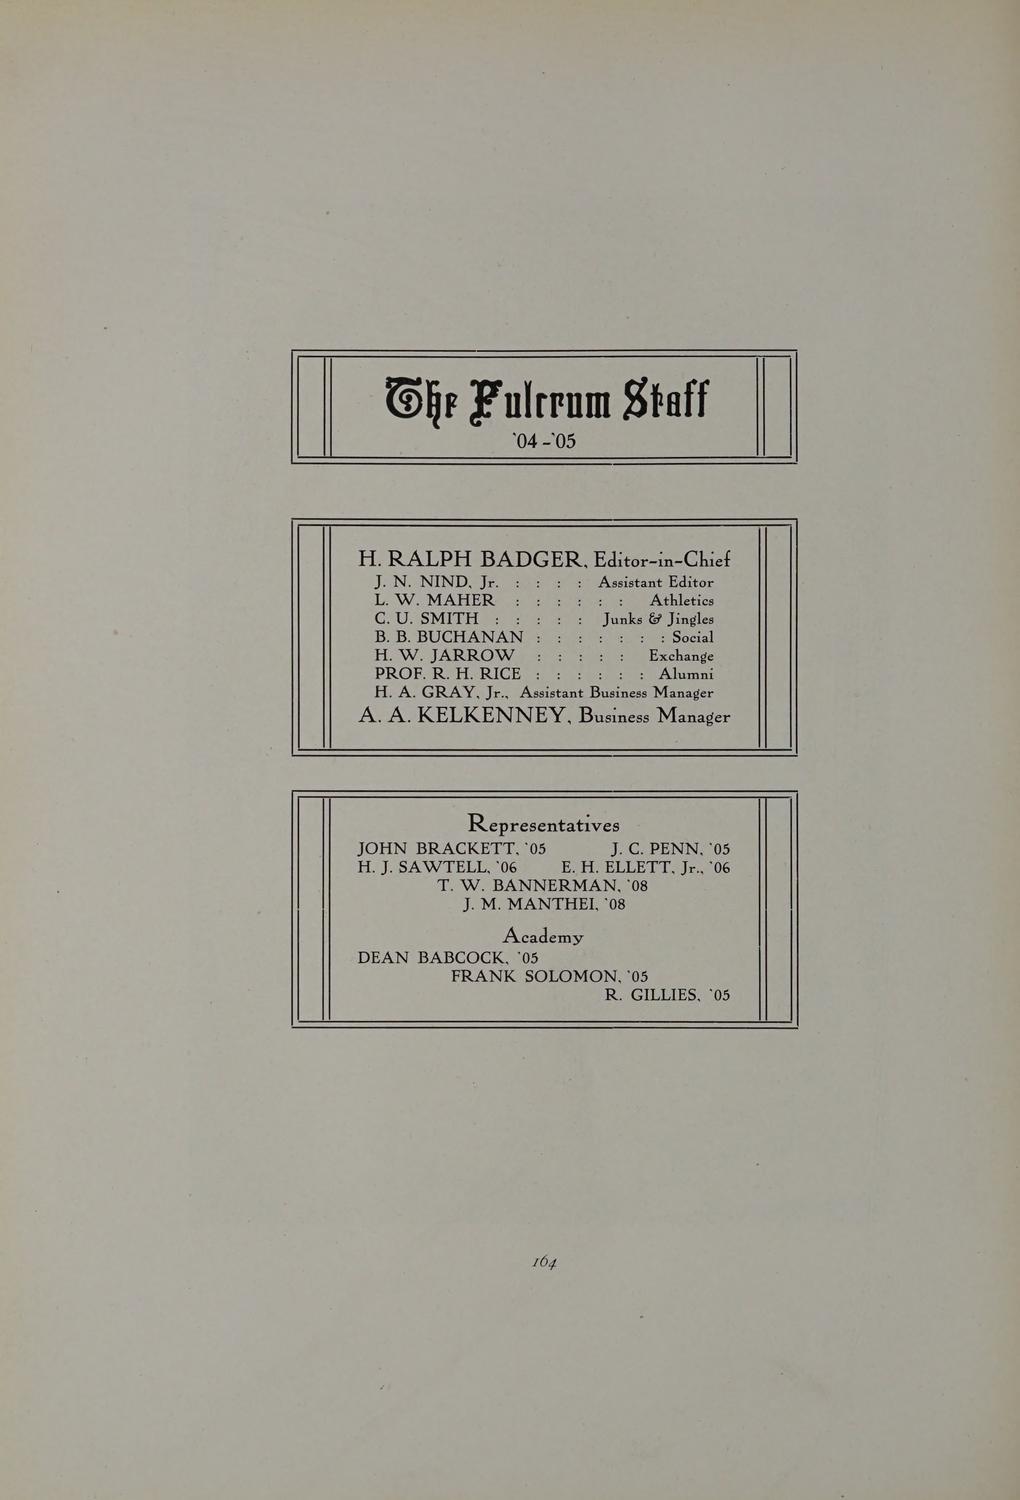 The Fulcrum Staff
'04-'05
H. RALPH BADGER, Editor-in-Chief
J. N. NIND, Jr. : : : : Assistant Editor
L. W. MAHER : : : : : : Athletics
C. U. SMITH : : : : : Junks & Jingles
B. B. BUCHANAN : : : : : : : Social
H. W. JARROW : : : : : Exchange
PROF. R. H. RICE : : : : : : Alumni
H. A. GRAY, Jr., Assistant Business Manager
A. A. KELKENNEY, Business Manager
Representatives
JOHN BRACKETT, '05 J. C. PENN, '05
H. J. SAWTELL, '06 E. H. ELLETT, Jr., '06
T. W. BANNERMAN, '08
J. M. MANTHEI, '08
Academy
DEAN BABCOCK, '05
FRANK SOLOMON, '05
R. GILLIES, '05
164